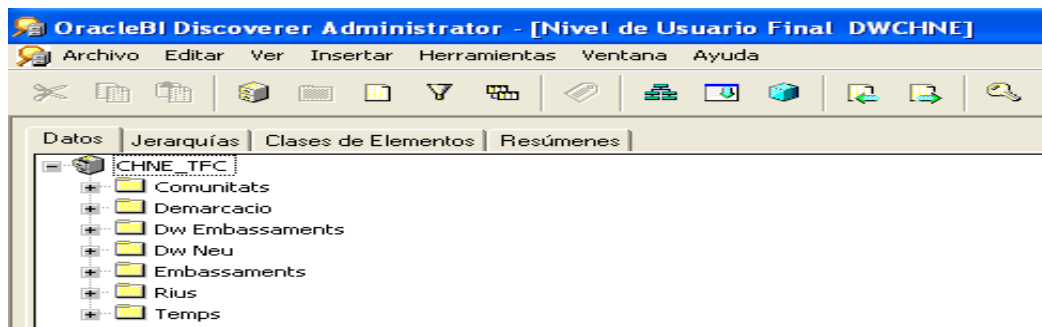 OracleBI Discoverer Administrator - [Nivel de Usuario Final DWCHNE]
Archivo Editar Ver Insertar Herramientas Ventana Ayuda
Datos Jerarquías Clases de Elementos Resúmenes
CHNE_TFC
Comunitats
Demarcacio
Dw Embassaments
Dw Neu
Embassaments
Rius
Temps